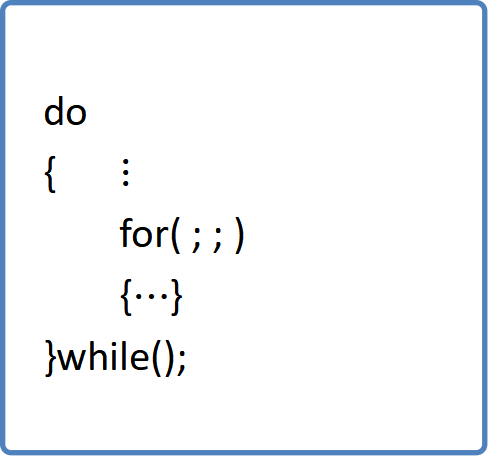 do
{ ⋮
for( ; ; )
{⋯}
}while();